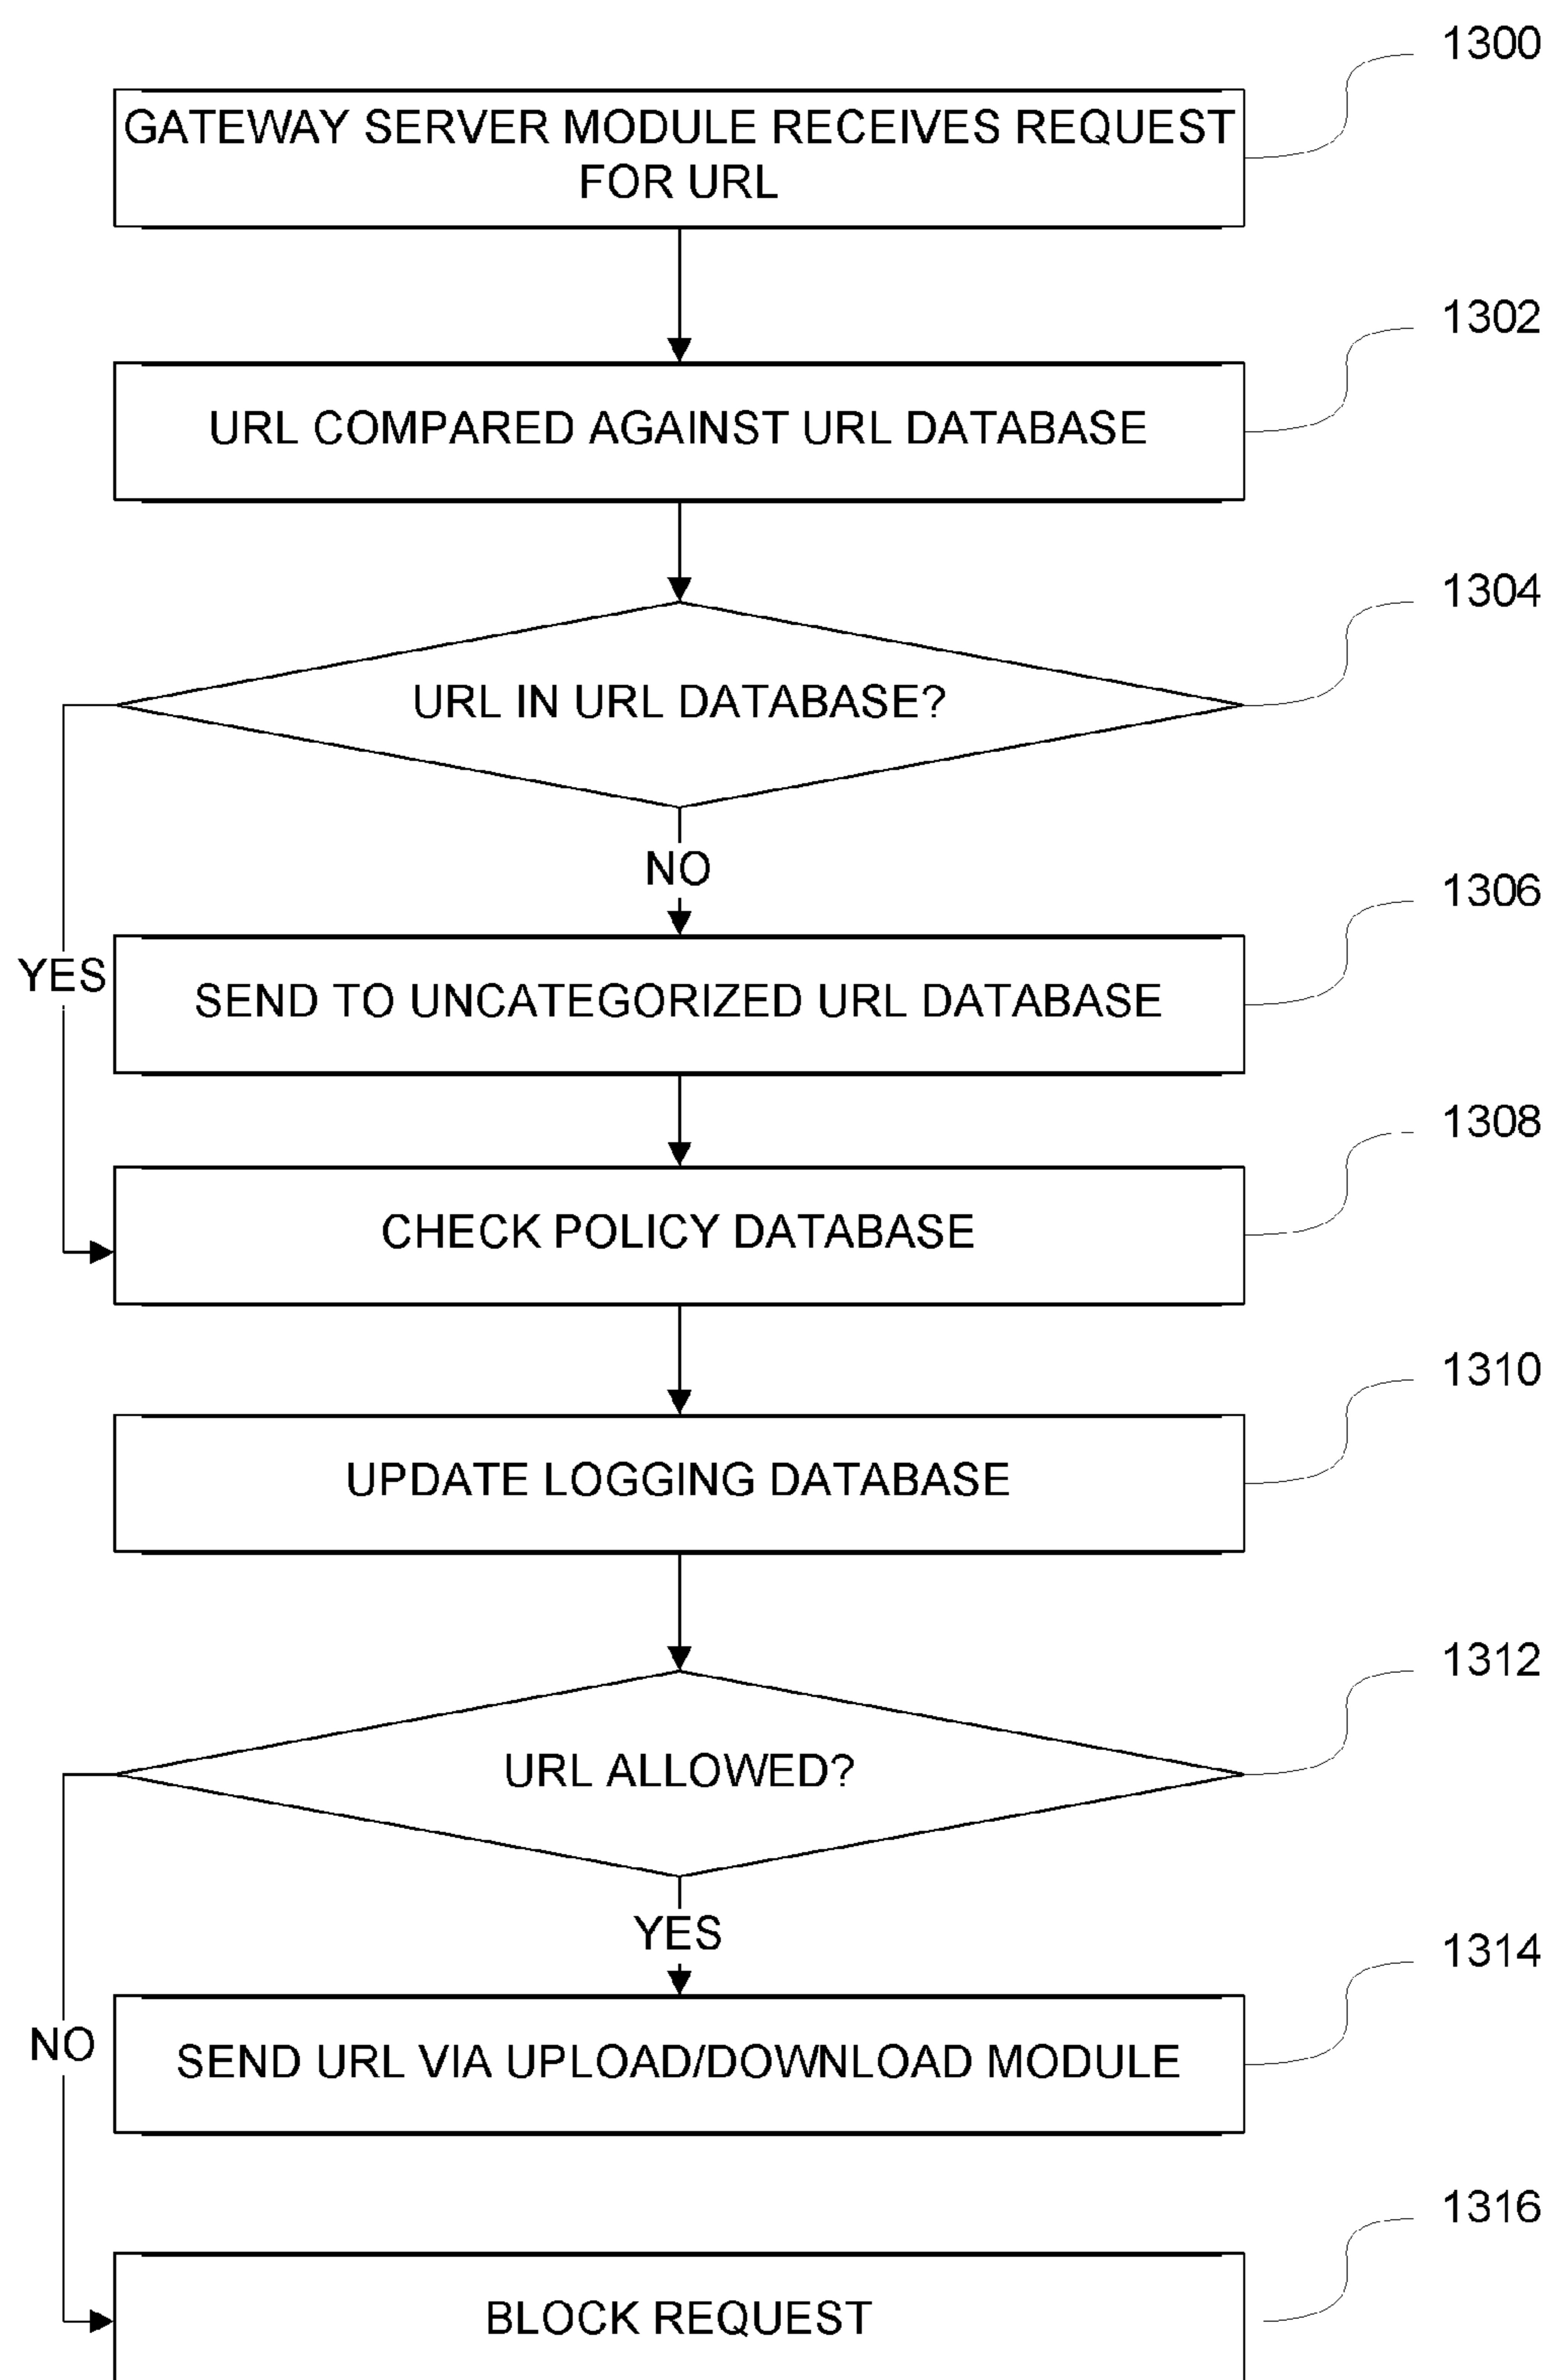 1300
GATEWAY SERVER MODULE RECEIVES REQUEST
FOR URL
1302
URL COMPARED AGAINST URL DATABASE
1304
URL IN URL DATABASE?
NO
1306
YES
SEND TO UNCATEGORIZED URL DATABASE
1308
CHECK POLICY DATABASE
1310
UPDATE LOGGING DATABASE
1312
URL ALLOWED?
YES
1314
NO
SEND URL VIA UPLOAD/DOWNLOAD MODULE
1316
BLOCK REQUEST